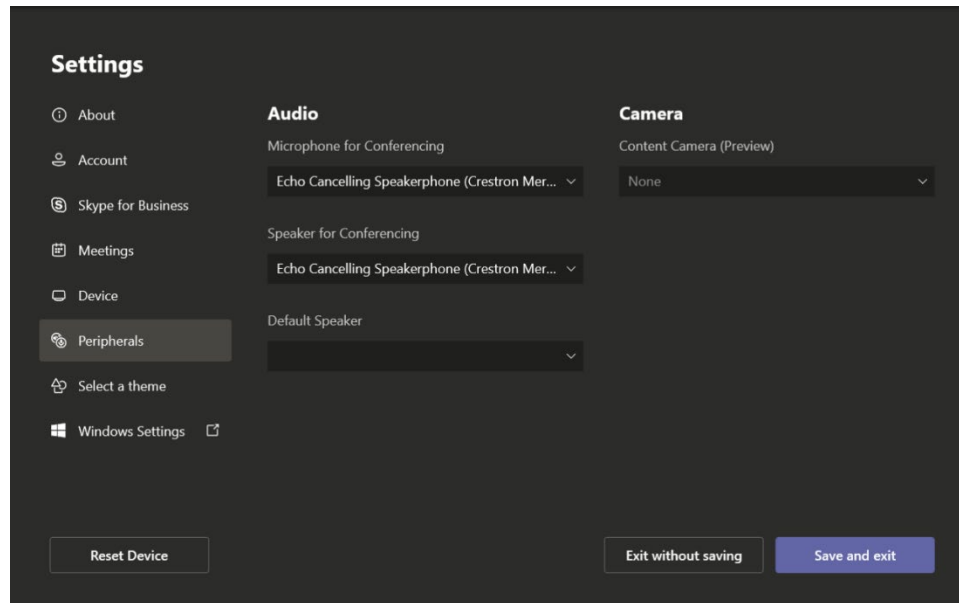 Settings
About
Account
Skype for Business
Meetings
Device
Peripherals
Select a theme
Windows Settings
Audio
Microphone for Conferencing
Echo Cancelling Speakerphone (Crestron Mer...
Speaker for Conferencing
Echo Cancelling Speakerphone (Crestron Mer...
Default Speaker
Camera
Content Camera (Preview)
None
Reset Device
Exit without saving
Save and exit